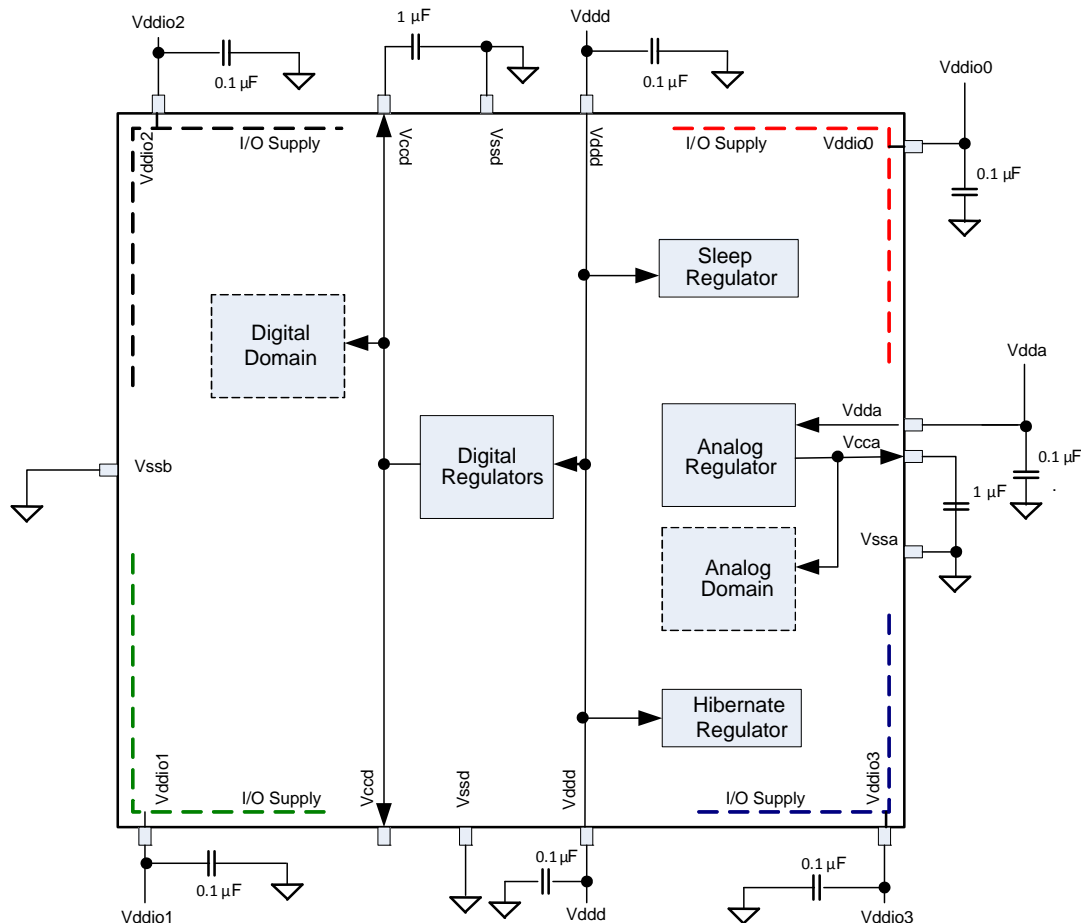 Vddio2
0.1 µF
1 µF
Vddd
0.1 µF
Vddio0
0.1 µF
Vddio2
I/O Supply
Vccd
Vssd
Vddd
I/O Supply
Vddio0
Sleep
Regulator
Digital
Domain
Vdda
Digital
Regulators
Analog
Regulator
Vdda
Vcca
0.1 µF
.
1 µF
Vssb
Vssa
Analog
Domain
Hibernate
Regulator
Vddio1
I/O Supply
Vccd
Vssd
Vddd
I/O Supply
Vddio3
0.1 µF
Vddio1
0.1 µF
Vddd
0.1 µF
Vddio3